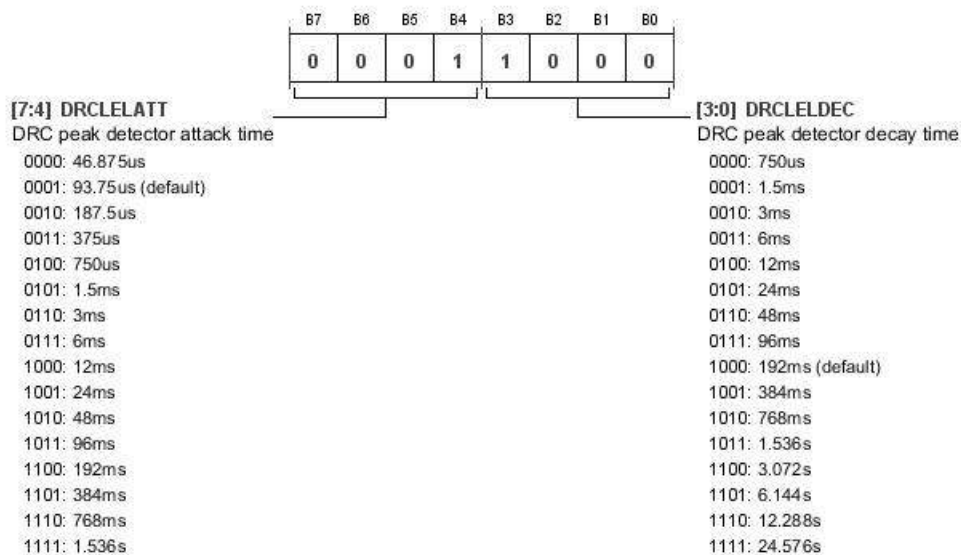 B7 B6 B5 B4 B3 B2 B1 B0
0 0 0 1 1 0 0 0
[7:4] DRCLELATT
DRC peak detector attack time
0000: 46.875us
0001: 93.75us (default)
0010: 187.5us
0011: 375us
0100: 750us
0101: 1.5ms
0110: 3ms
0111: 6ms
1000: 12ms
1001: 24ms
1010: 48ms
1011: 96ms
1100: 192ms
1101: 384ms
1110: 768ms
1111: 1.536s
[3:0] DRCLELDEC
DRC peak detector decay time
0000: 750us
0001: 1.5ms
0010: 3ms
0011: 6ms
0100: 12ms
0101: 24ms
0110: 48ms
0111: 96ms
1000: 192ms (default)
1001: 384ms
1010: 768ms
1011: 1.536s
1100: 3.072s
1101: 6.144s
1110: 12.288s
1111: 24.576s